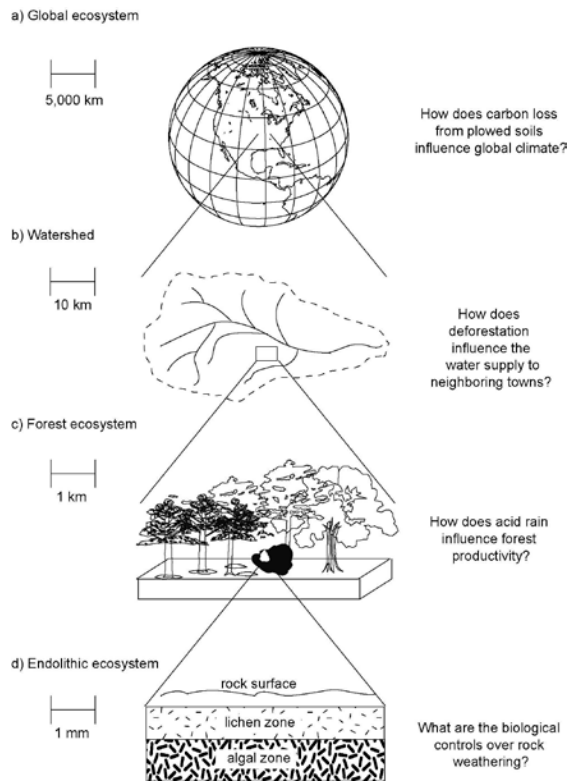 a) Global ecosystem
5,000 km
How does carbon loss
from plowed soils
influence global climate?
b) Watershed
10 km
How does
deforestation
influence the
water supply to
neighboring towns?
c) Forest ecosystem
1 km
How does acid rain
influence forest
productivity?
d) Endolithic ecosystem
1 mm
rock surface
lichen zone
algal zone
What are the biological
controls over rock
weathering?